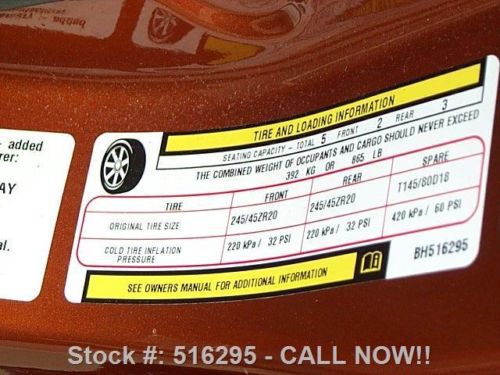 - added
rer:
AY
al.
TIRE AND LOADING INFORMATION
SEATING CAPACITY - TOTAL 5 FRONT 2 REAR 3
THE COMBINED WEIGHT OF OCCUPANTS AND CARGO SHOULD NEVER EXCEED
392 KG OR 865 LB
TIRE FRONT REAR SPARE
ORIGINAL TIRE SIZE 245/45ZR20 245/45ZR20 T145/80D18
COLD TIRE INFLATION PRESSURE 220 kPa / 32 PSI 220 kPa / 32 PSI 420 kPa / 60 PSI
SEE OWNERS MANUAL FOR ADDITIONAL INFORMATION
BH516295
Stock #: 516295 - CALL NOW!!